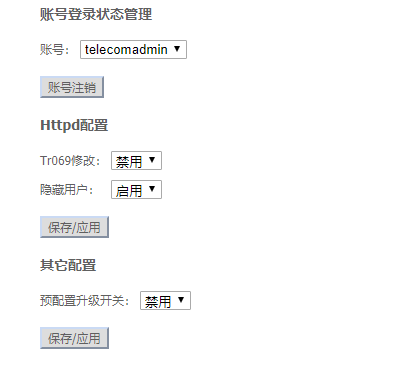 账号登录状态管理
账号： telecomadmin
账号注销
Httpd配置
Tr069修改： 禁用
隐藏用户： 启用
保存/应用
其它配置
预配置升级开关： 禁用
保存/应用